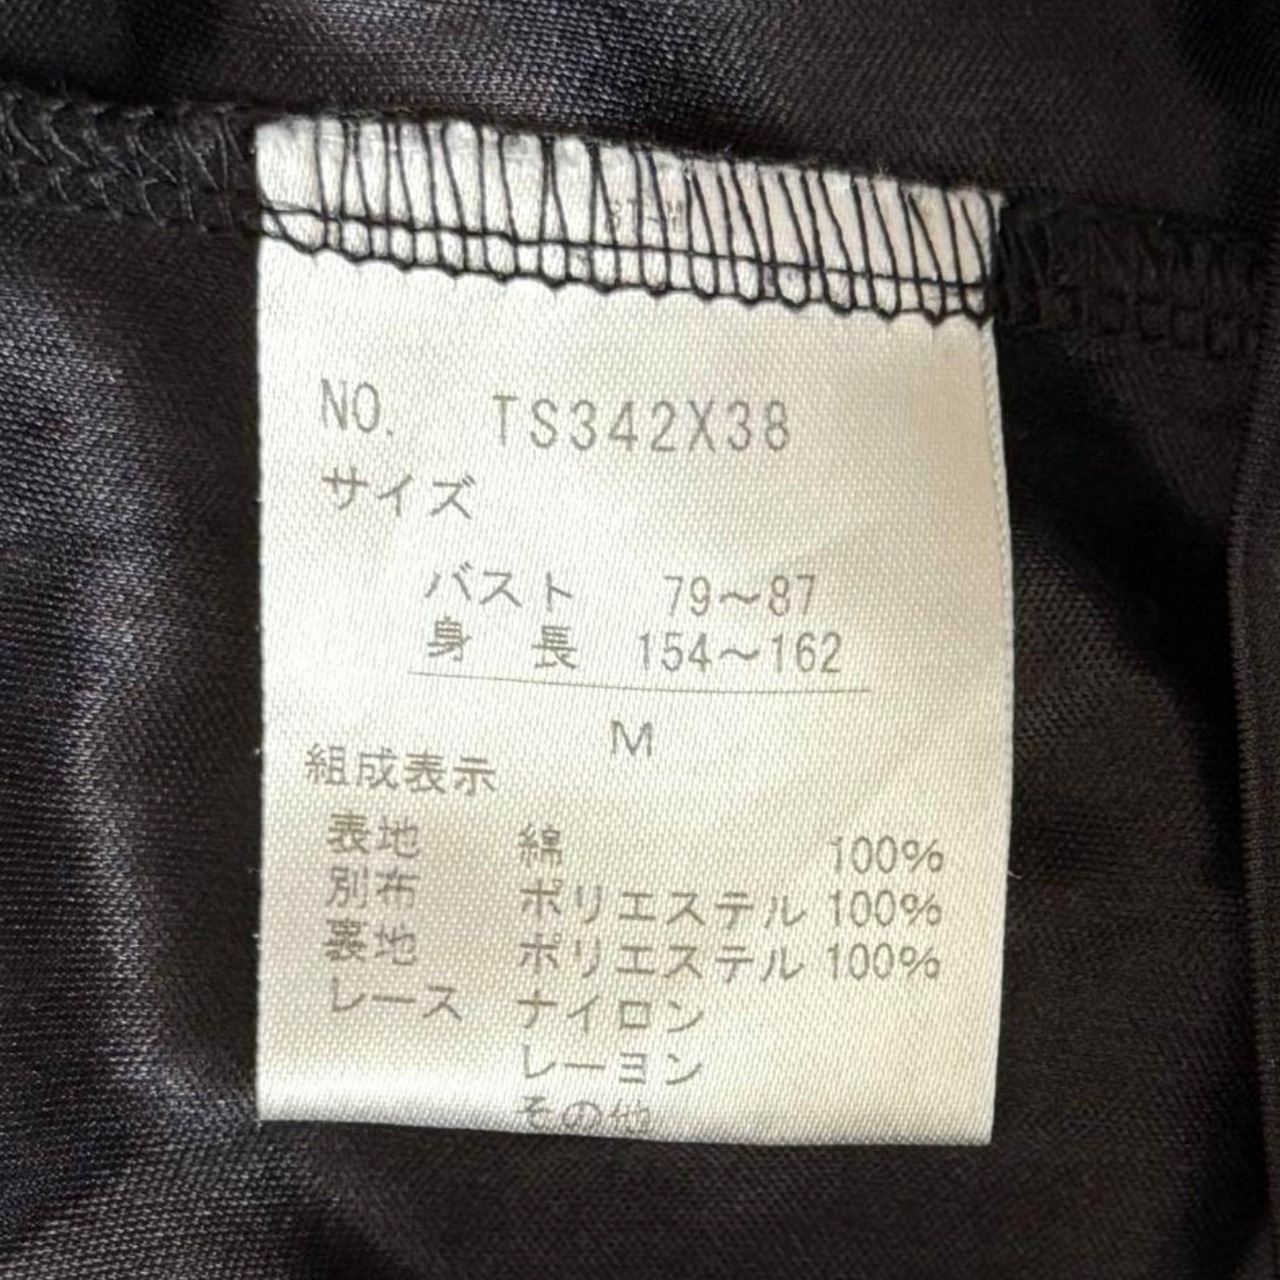 NO. TS342X38
サイズ
バスト 79〜87
身 長 154〜162
M
組成表示
表地 綿 100%
別布 ポリエステル 100%
裏地 ポリエステル 100%
レース ナイロン
レーヨン
その他